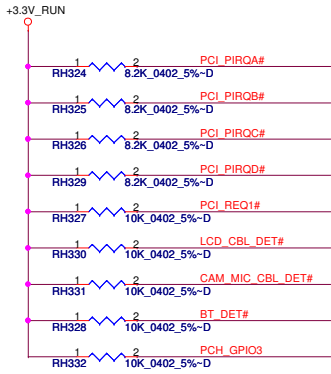 +3.3V_RUN
1 2 PCI_PIRQA#
RH324 8.2K_0402_5%~D
1 2 PCI_PIRQB#
RH325 8.2K_0402_5%~D
1 2 PCI_PIRQC#
RH326 8.2K_0402_5%~D
1 2 PCI_PIRQD#
RH329 8.2K_0402_5%~D
1 2 PCI_REQ1#
RH327 10K_0402_5%~D
1 2 LCD_CBL_DET#
RH330 10K_0402_5%~D
1 2 CAM_MIC_CBL_DET#
RH331 10K_0402_5%~D
1 2 BT_DET#
RH328 10K_0402_5%~D
1 2 PCH_GPIO3
RH332 10K_0402_5%~D